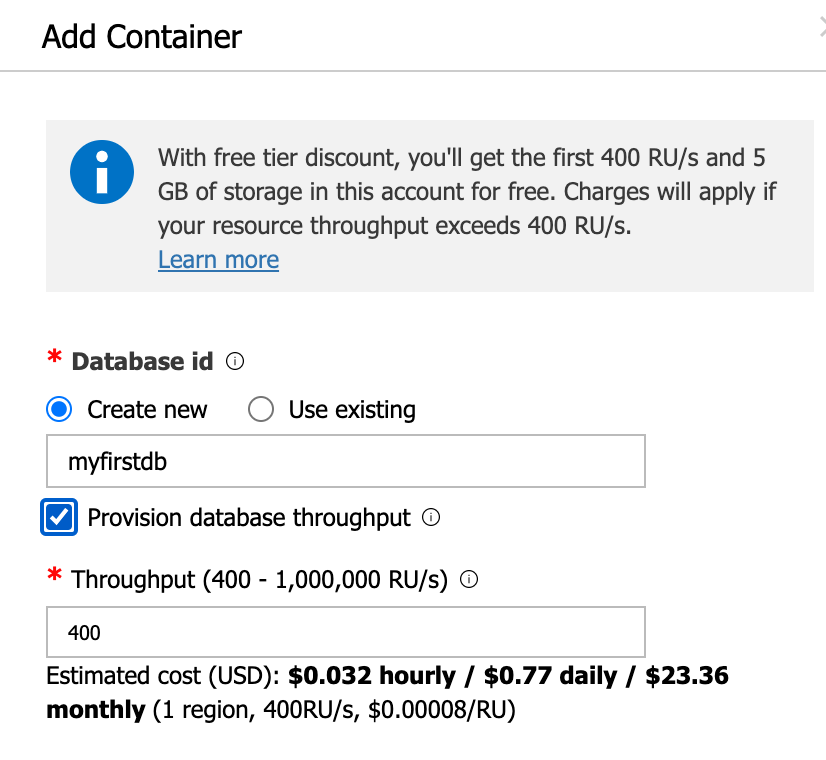 Add Container
With free tier discount, you'll get the first 400 RU/s and 5
GB of storage in this account for free. Charges will apply if
your resource throughput exceeds 400 RU/s.
Learn more
* Database id
Create new Use existing
myfirstdb
Provision database throughput
* Throughput (400 - 1,000,000 RU/s)
400
Estimated cost (USD): $0.032 hourly / $0.77 daily / $23.36
monthly (1 region, 400RU/s, $0.00008/RU)